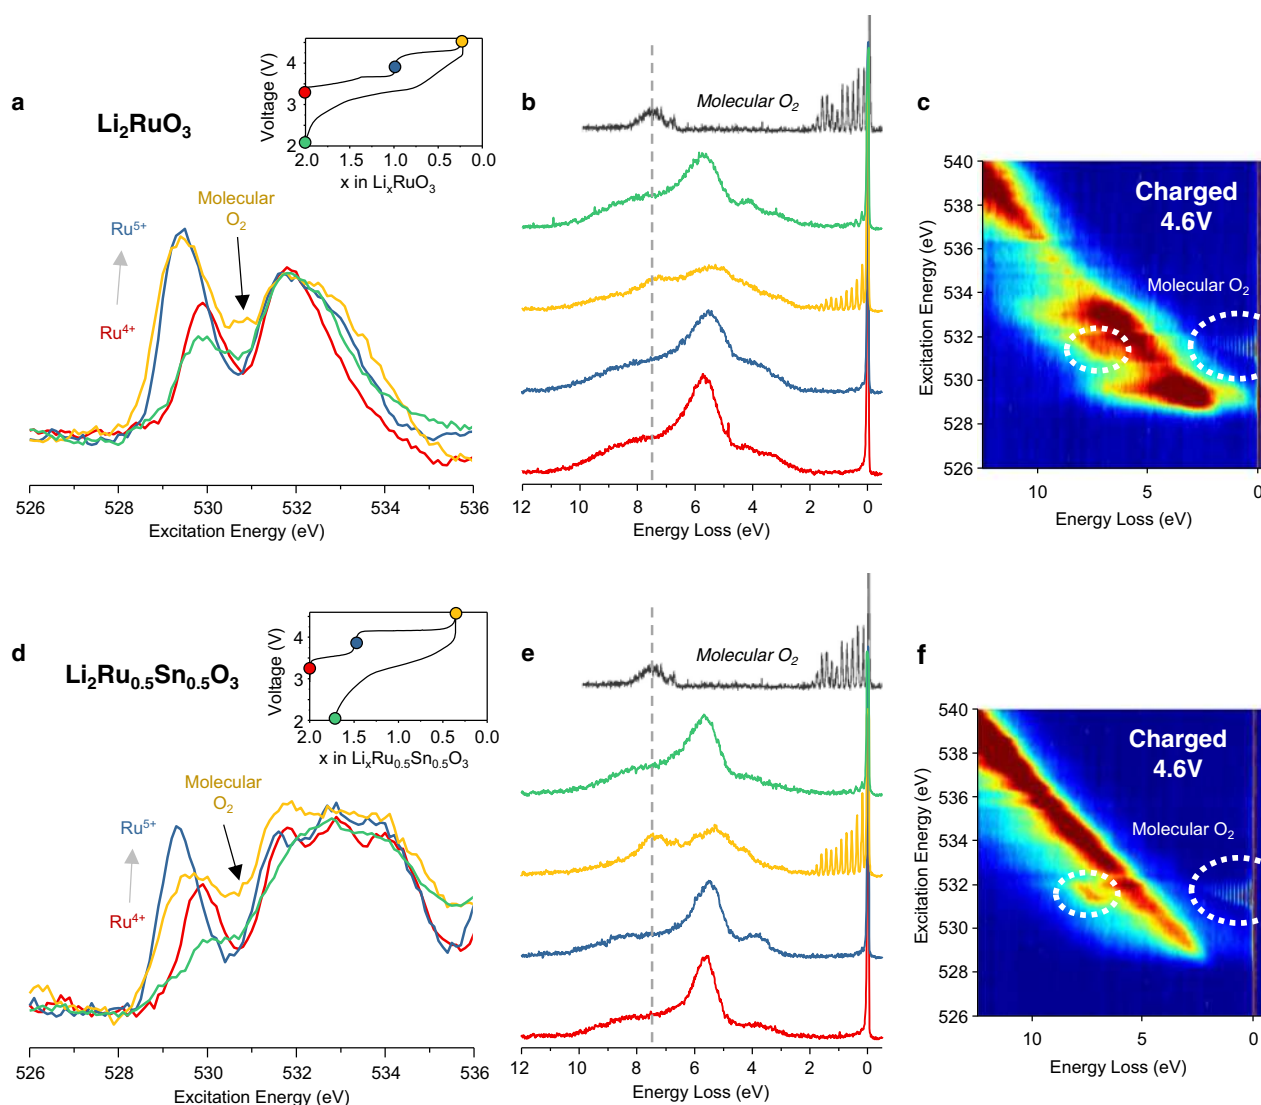 a
Li2RuO3
Voltage (V)
4
3
2
2.0 1.5 1.0 0.5 0.0
x in LixRuO3
Ru5+
Ru4+
Molecular
O2
526 528 530 532 534 536
Excitation Energy (eV)
b
Molecular O2
12 10 8 6 4 2 0
Energy Loss (eV)
c
Charged
4.6V
Molecular O2
Excitation Energy (eV)
540
538
536
534
532
530
528
526
10 5 0
Energy Loss (eV)
d
Li2Ru0.5Sn0.5O3
Voltage (V)
4
3
2
2.0 1.5 1.0 0.5 0.0
x in LixRu0.5Sn0.5O3
Ru5+
Ru4+
Molecular
O2
526 528 530 532 534 536
Excitation Energy (eV)
e
Molecular O2
12 10 8 6 4 2 0
Energy Loss (eV)
f
Charged
4.6V
Molecular O2
Excitation Energy (eV)
540
538
536
534
532
530
528
526
10 5 0
Energy Loss (eV)